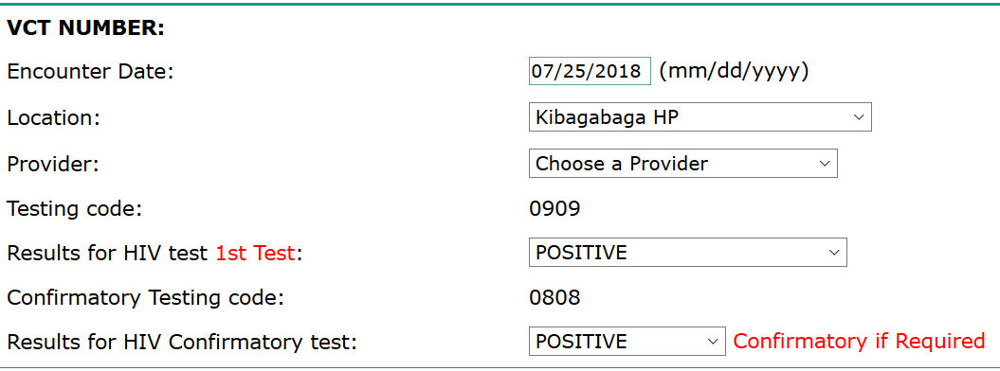 VCT NUMBER:
Encounter Date: 07/25/2018 (mm/dd/yyyy)
Location: Kibagabaga HP
Provider: Choose a Provider
Testing code: 0909
Results for HIV test 1st Test: POSITIVE
Confirmatory Testing code: 0808
Results for HIV Confirmatory test: POSITIVE Confirmatory if Required